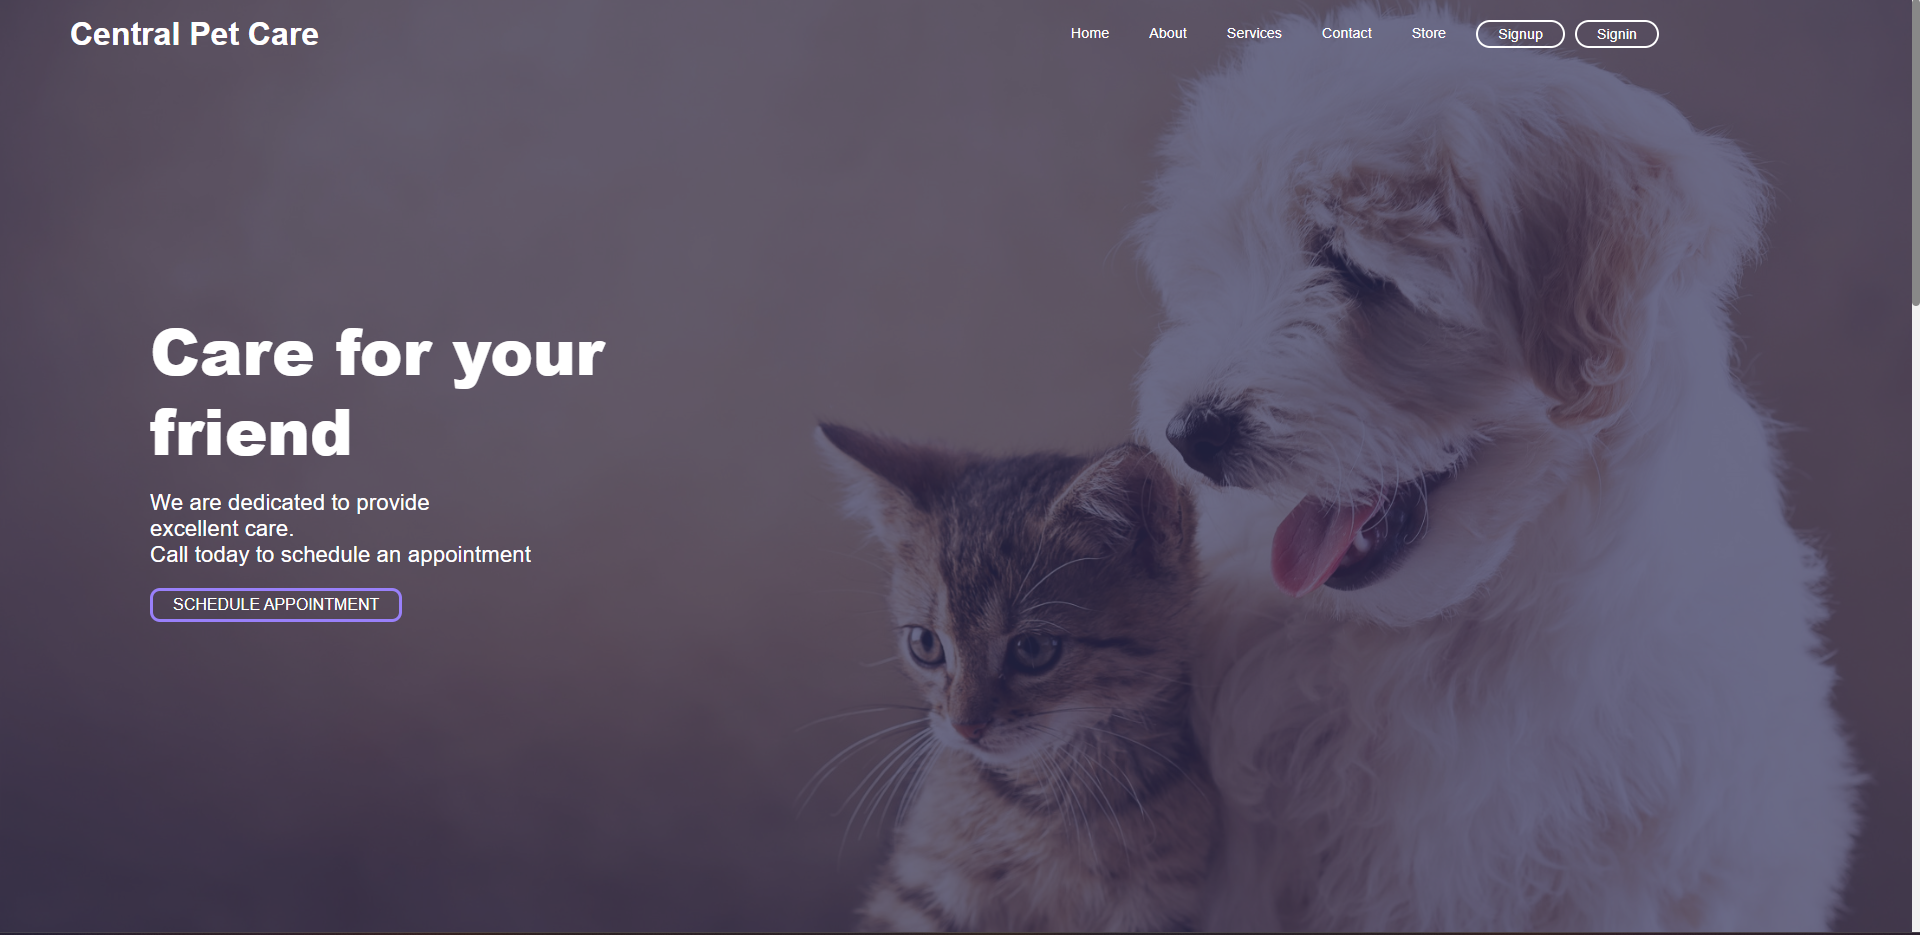 Central Pet Care
Home About Services Contact Store Signup Signin
Care for your
friend
We are dedicated to provide
excellent care.
Call today to schedule an appointment
SCHEDULE APPOINTMENT